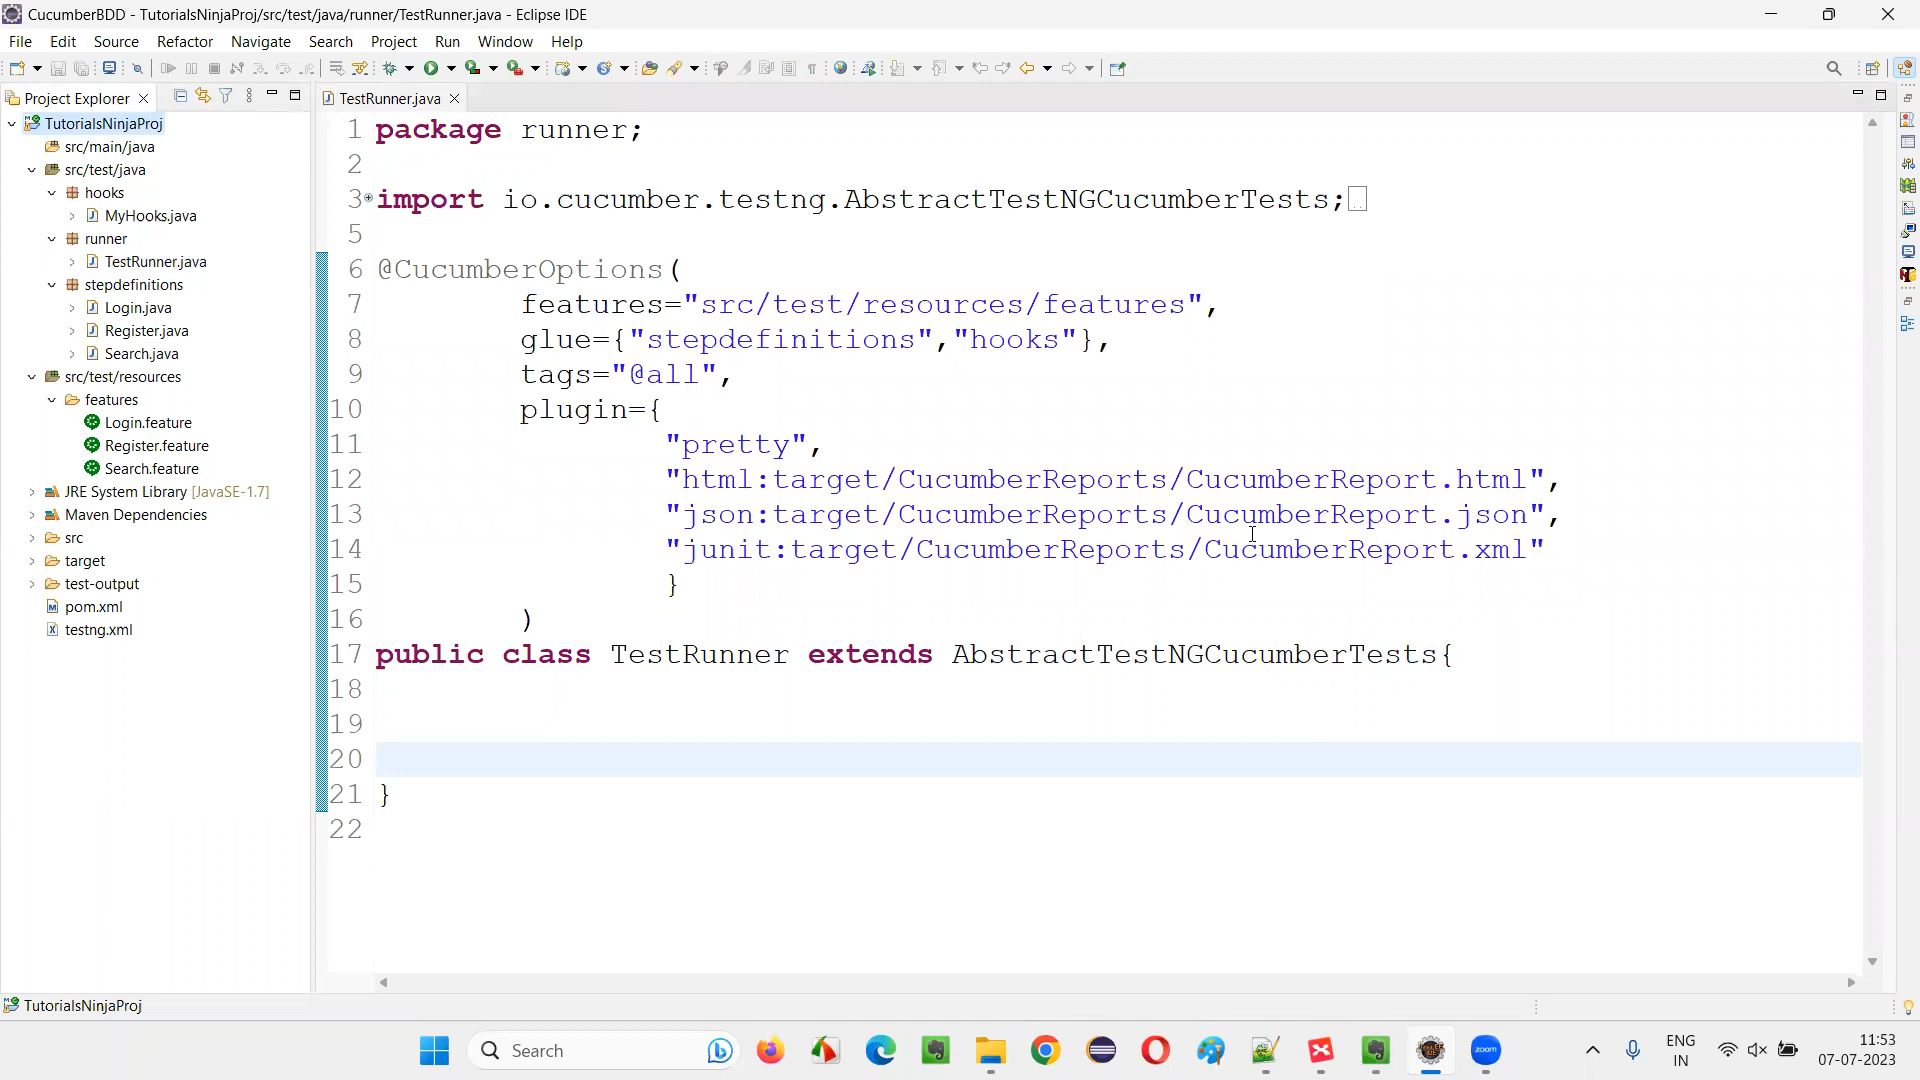 CucumberBDD - TutorialsNinjaProj/src/test/java/runner/TestRunner.java - Eclipse IDE
File Edit Source Refactor Navigate Search Project Run Window Help
Project Explorer
TutorialsNinjaProj
src/main/java
src/test/java
hooks
MyHooks.java
runner
TestRunner.java
stepdefinitions
Login.java
Register.java
Search.java
src/test/resources
features
Login.feature
Register.feature
Search.feature
JRE System Library [JavaSE-1.7]
Maven Dependencies
src
target
test-output
pom.xml
testng.xml
TestRunner.java
1 package runner;
2
3 import io.cucumber.testng.AbstractTestNGCucumberTests;
5
6 @CucumberOptions(
7 features="src/test/resources/features",
8 glue={"stepdefinitions","hooks"},
9 tags="@all",
10 plugin={
11 "pretty",
12 "html:target/CucumberReports/CucumberReport.html",
13 "json:target/CucumberReports/CucumberReport.json",
14 "junit:target/CucumberReports/CucumberReport.xml"
15 }
16 )
17 public class TestRunner extends AbstractTestNGCucumberTests{
18
19
20
21 }
22
TutorialsNinjaProj
Search
zoom
ENG
IN
11:53
07-07-2023